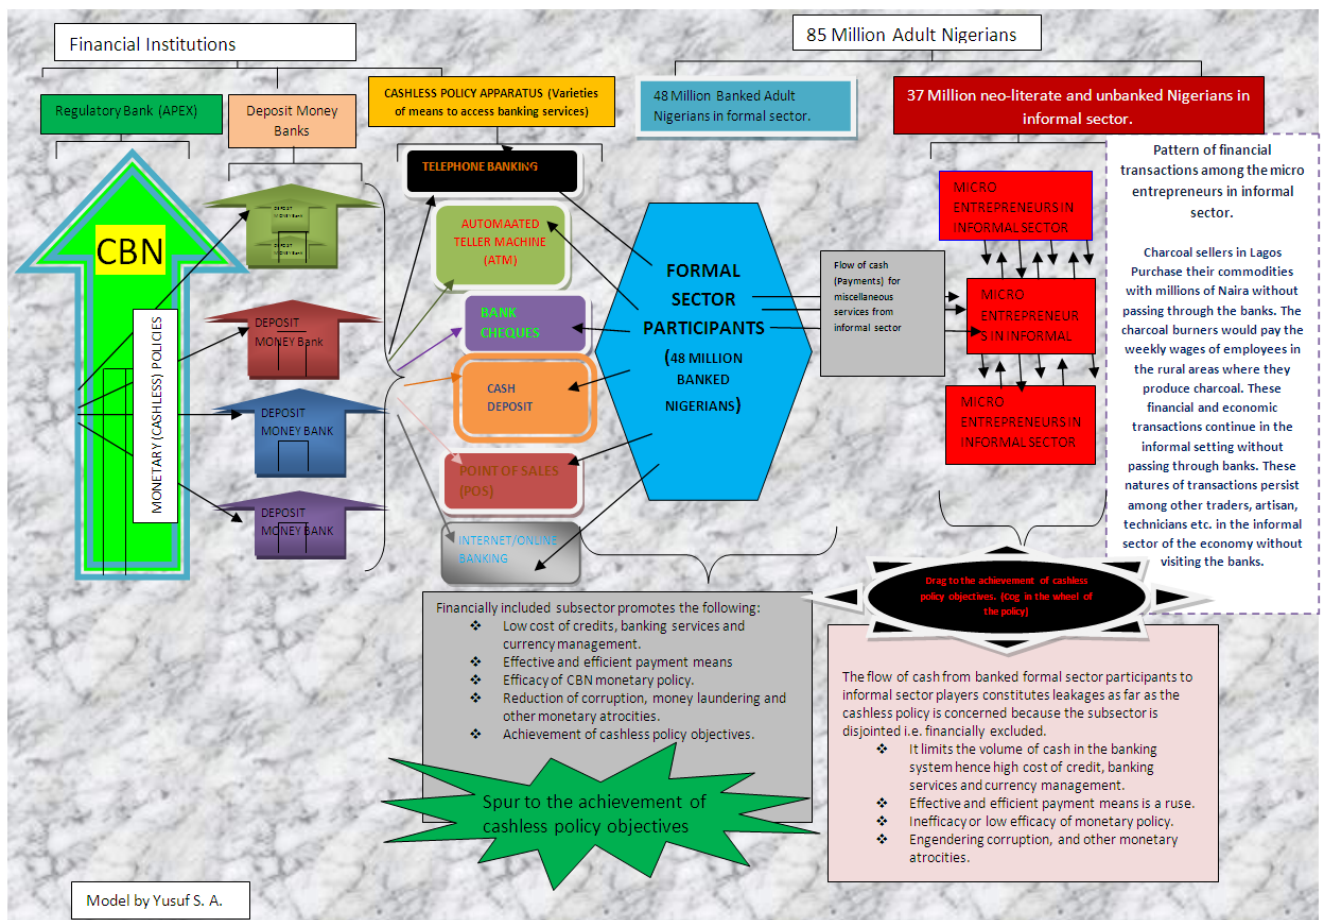 Financial Institutions
85 Million Adult Nigerians
Regulatory Bank (APEX)
Deposit Money
Banks
CASHLESS POLICY APPARATUS (Varieties
of means to access banking services)
48 Million Banked Adult
Nigerians in formal sector.
37 Million neo-literate and unbanked Nigerians in
informal sector.
CBN
MONETARY (CASHLESS) POLICIES
DEPOSIT
MONEY Bank
DEPOSIT
MONEY Bank
DEPOSIT
MONEY Bank
DEPOSIT
MONEY BANK
DEPOSIT
MONEY BANK
TELEPHONE BANKING
AUTOMAATED
TELLER MACHINE
(ATM)
BANK
CHEQUES
CASH
DEPOSIT
POINT OF SALES
(POS)
INTERNET/ONLINE
BANKING
FORMAL
SECTOR
PARTICIPANTS
(48 MILLION
BANKED
NIGERIANS)
Flow of cash
(Payments) for
miscellaneous
services from
informal sector
MICRO
ENTREPRENEURS IN
INFORMAL SECTOR
MICRO
ENTREPRENEUR
S IN INFORMAL
MICRO
ENTREPRENEURS IN
INFORMAL SECTOR
Pattern of financial
transactions among the micro
entrepreneurs in informal
sector.
Charcoal sellers in Lagos
Purchase their commodities
with millions of Naira without
passing through the banks. The
charcoal burners would pay the
weekly wages of employees in
the rural areas where they
produce charcoal. These
financial and economic
transactions continue in the
informal setting without
passing through banks. These
natures of transactions persist
among other traders, artisan,
technicians etc. in the informal
sector of the economy without
visiting the banks.
Financially included subsector promotes the following:
❖ Low cost of credits, banking services and
currency management.
❖ Effective and efficient payment means
❖ Efficacy of CBN monetary policy.
❖ Reduction of corruption, money laundering and
other monetary atrocities.
❖ Achievement of cashless policy objectives.
Spur to the achievement of
cashless policy objectives
Drag to the achievement of cashless
policy objectives. (Cog in the wheel of
the policy)
The flow of cash from banked formal sector participants to
informal sector players constitutes leakages as far as the
cashless policy is concerned because the subsector is
disjointed i.e. financially excluded.
❖ It limits the volume of cash in the banking
system hence high cost of credit, banking
services and currency management.
❖ Effective and efficient payment means is a ruse.
❖ Inefficacy or low efficacy of monetary policy.
❖ Engendering corruption, and other monetary
atrocities.
Model by Yusuf S. A.